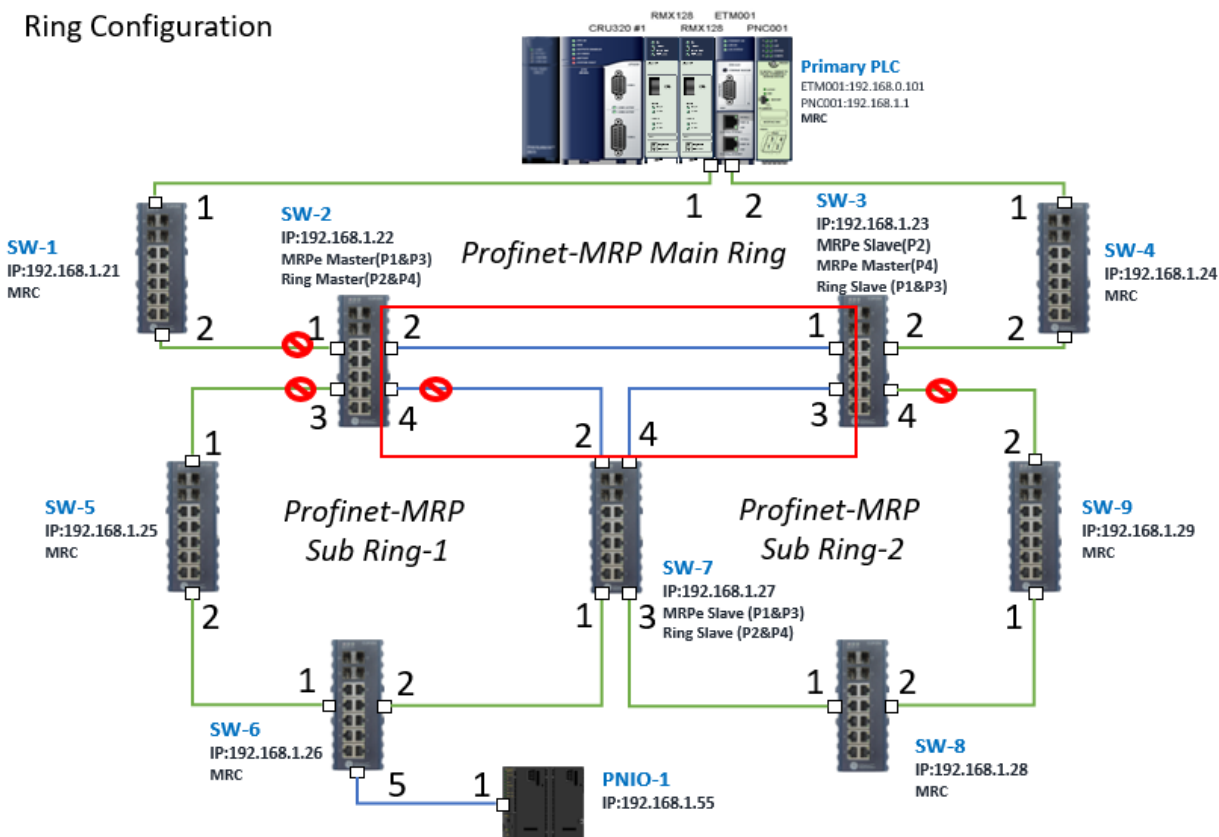 Ring Configuration
RMX128 ETM001
CRU320 #1 RMX128 PNC001
Primary PLC
ETM001:192.168.0.101
PNC001:192.168.1.1
MRC
1
2
SW-1
IP:192.168.1.21
MRC
1
2
SW-2
IP:192.168.1.22
MRPe Master(P1&P3)
Ring Master(P2&P4)
1
2
3
4
Profinet-MRP Main Ring
SW-3
IP:192.168.1.23
MRPe Slave(P2)
MRPe Master(P4)
Ring Slave (P1&P3)
1
2
3
4
SW-4
IP:192.168.1.24
MRC
1
2
SW-5
IP:192.168.1.25
MRC
1
2
Profinet-MRP
Sub Ring-1
2
4
SW-7
IP:192.168.1.27
MRPe Slave (P1&P3)
Ring Slave (P2&P4)
1
3
Profinet-MRP
Sub Ring-2
SW-9
IP:192.168.1.29
MRC
2
1
SW-6
IP:192.168.1.26
MRC
1
2
5
1
PNIO-1
IP:192.168.1.55
SW-8
IP:192.168.1.28
MRC
1
2